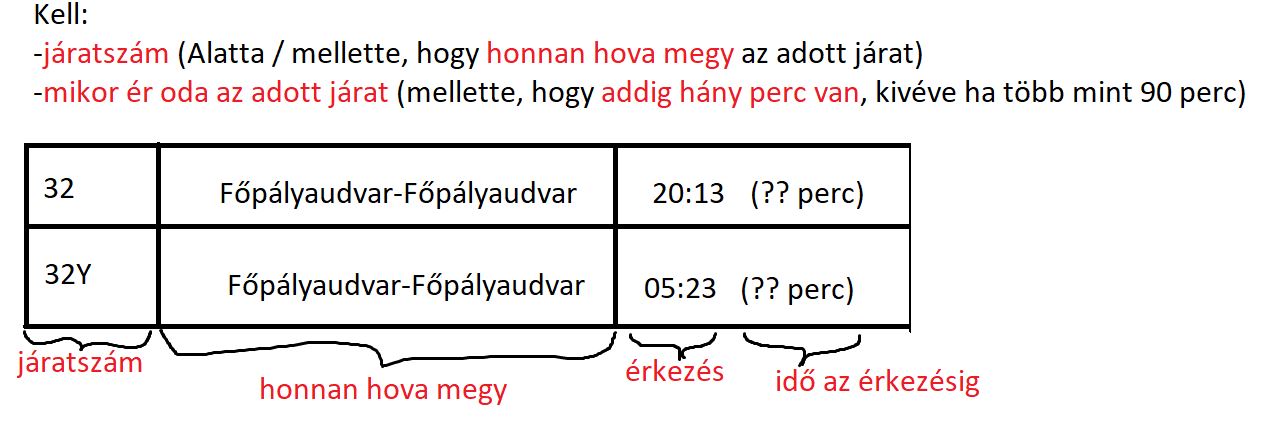 Kell:
-járatszám (Alatta / mellette, hogy honnan hova megy az adott járat)
-mikor ér oda az adott járat (mellette, hogy addig hány perc van, kivéve ha több mint 90 perc)
32 Főpályaudvar-Főpályaudvar 20:13 (?? perc)
32Y Főpályaudvar-Főpályaudvar 05:23 (?? perc)
járatszám honnan hova megy érkezés idő az érkezésig